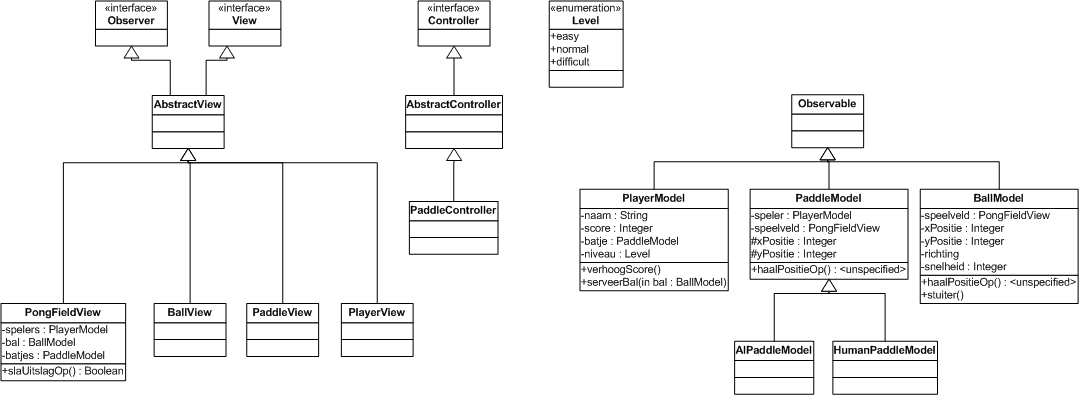 «interface»
Observer
«interface»
View
«interface»
Controller
«enumeration»
Level
+easy
+normal
+difficult
AbstractView
AbstractController
Observable
PaddleController
PlayerModel
-naam : String
-score : Integer
-batje : PaddleModel
-niveau : Level
+verhoogScore()
+serveerBal(in bal : BallModel)
PaddleModel
-speler : PlayerModel
-speelveld : PongFieldView
#xPositie : Integer
#yPositie : Integer
+haalPositieOp() : <unspecified>
BallModel
-speelveld : PongFieldView
-xPositie : Integer
-yPositie : Integer
-richting
-snelheid : Integer
+haalPositieOp() : <unspecified>
+stuiter()
PongFieldView
-spelers : PlayerModel
-bal : BallModel
-batjes : PaddleModel
+slaUitslagOp() : Boolean
BallView
PaddleView
PlayerView
AIPaddleModel
HumanPaddleModel